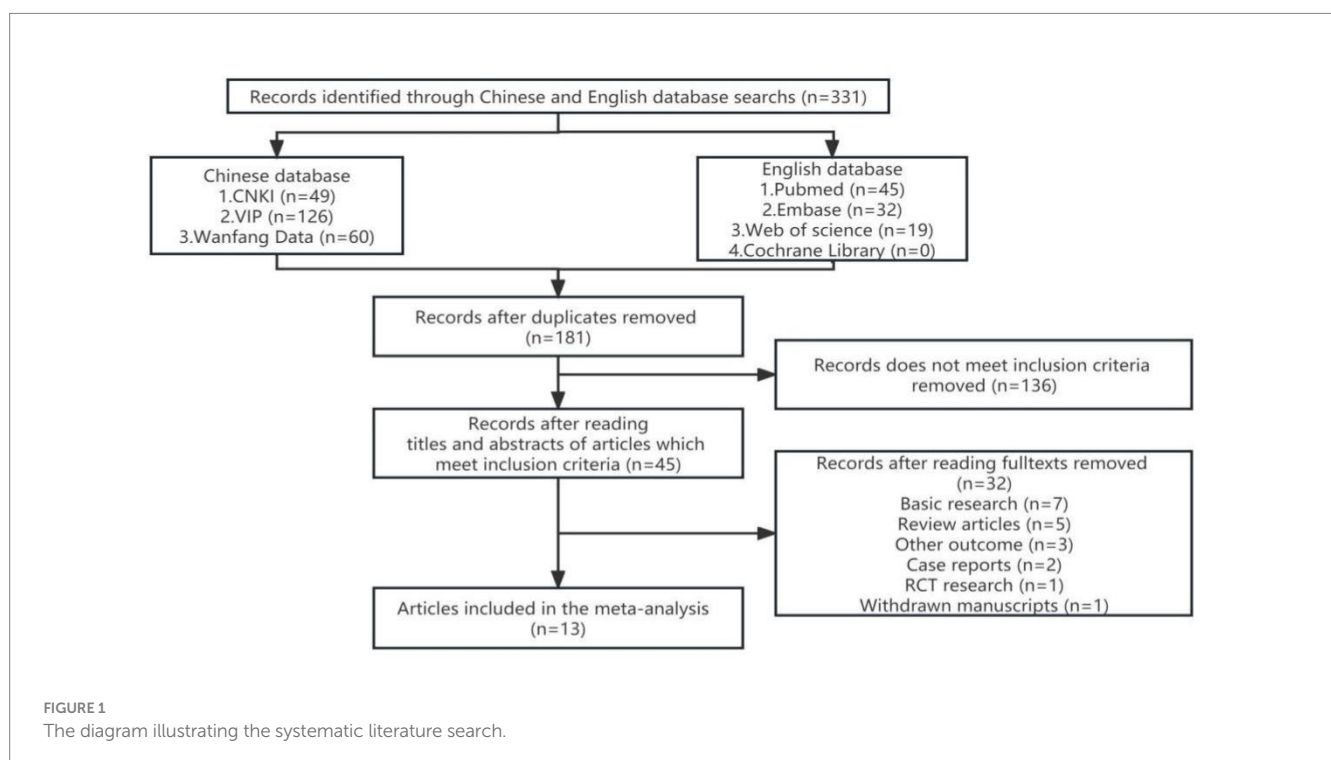 Records identified through Chinese and English database searchs (n=331)
Chinese database
1.CNKI (n=49)
2.VIP (n=126)
3.Wanfang Data (n=60)
English database
1.Pubmed (n=45)
2.Embase (n=32)
3.Web of science (n=19)
4.Cochrane Library (n=0)
Records after duplicates removed
(n=181)
Records does not meet inclusion criteria
removed (n=136)
Records after reading
titles and abstracts of articles which
meet inclusion criteria (n=45)
Records after reading fulltexts removed
(n=32)
Basic research (n=7)
Review articles (n=5)
Other outcome (n=3)
Case reports (n=2)
RCT research (n=1)
Withdrawn manuscripts (n=1)
Articles included in the meta-analysis
(n=13)
FIGURE 1
The diagram illustrating the systematic literature search.